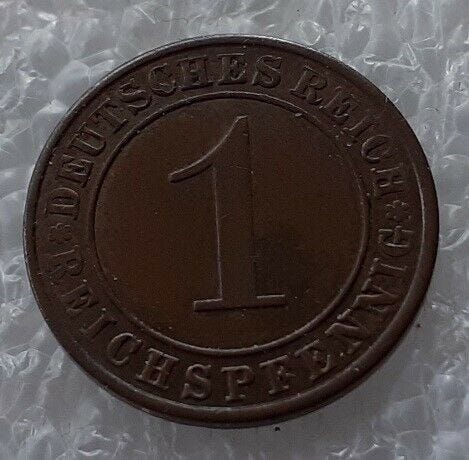 DEUTSCHES REICH
1
REICHSPFENNIG